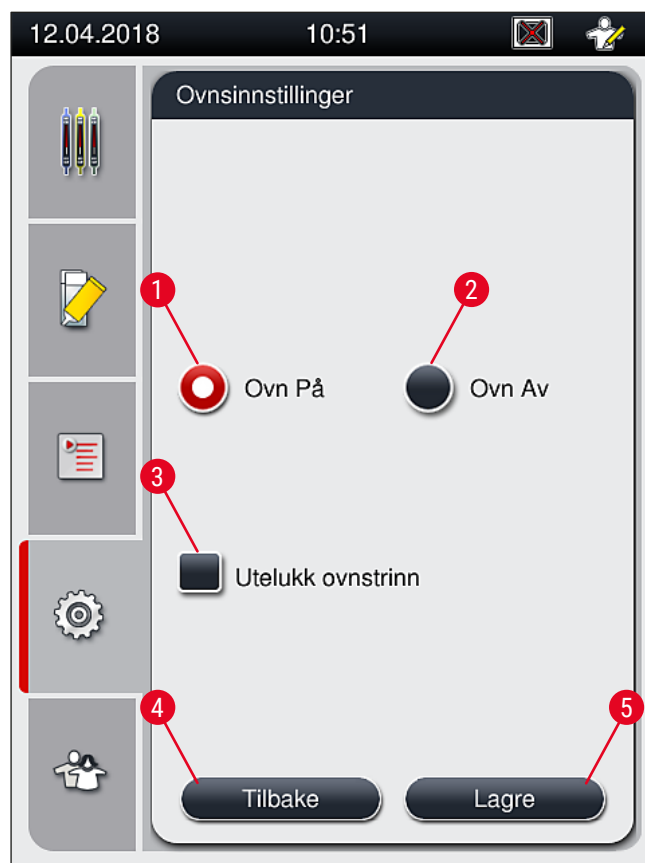 12.04.2018 10:51
Ovnsinnstillinger
1 2
Ovn På Ovn Av
3
Utelukk ovnstrinn
4 5
Tilbake Lagre